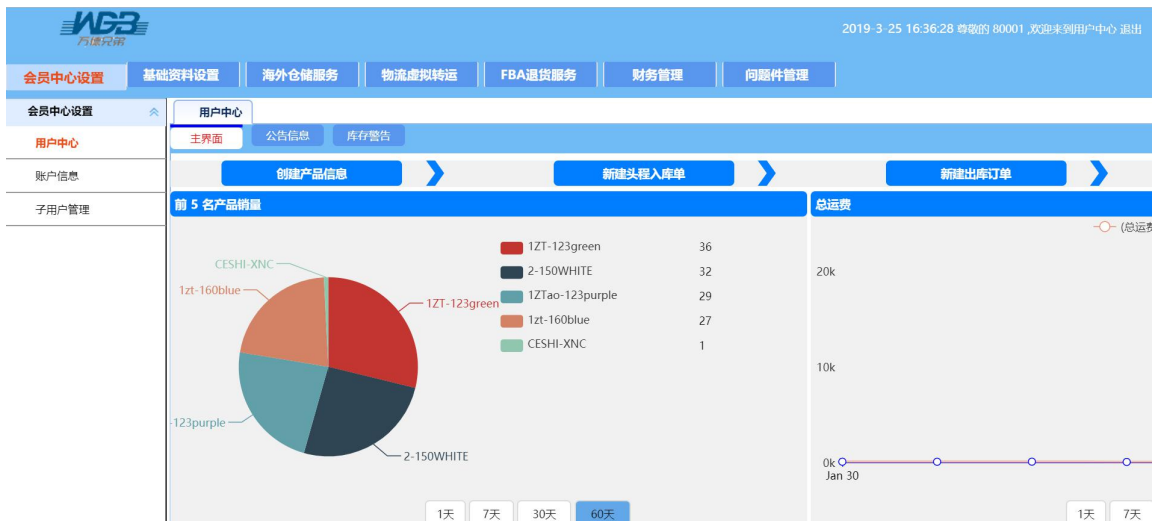 WDB
万德兄弟
2019-3-25 16:36:28 尊敬的 80001 ,欢迎来到用户中心 退出
会员中心设置 基础资料设置 海外仓储服务 物流虚拟转运 FBA退货服务 财务管理 问题件管理
会员中心设置
用户中心
账户信息
子用户管理
用户中心
主界面 公告信息 库存警告
创建产品信息 新建头程入库单 新建出库订单
前 5 名产品销量
1ZT-123green 36
2-150WHITE 32
1ZTao-123purple 29
1zt-160blue 27
CESHI-XNC 1
CESHI-XNC
1zt-160blue
1ZT-123green
-123purple
2-150WHITE
1天 7天 30天 60天
总运费
(总运费
20k
10k
0k
Jan 30
1天 7天